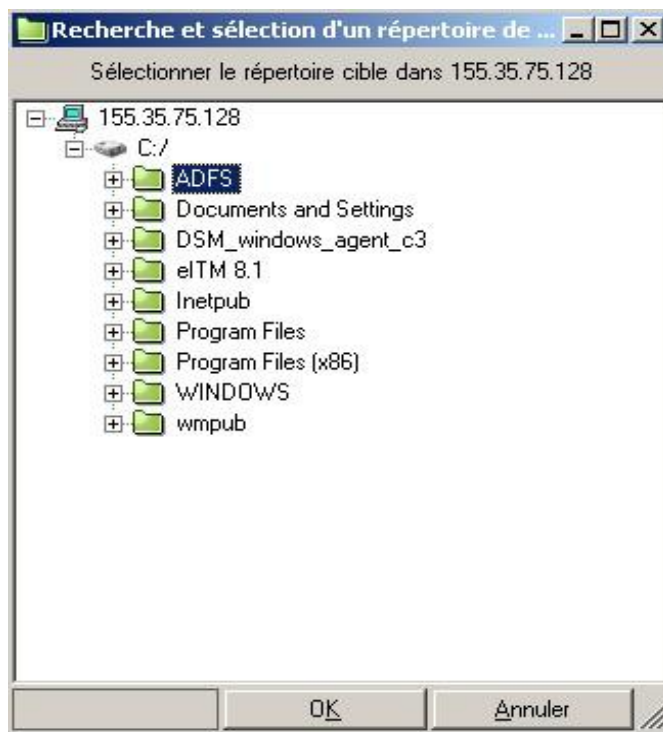 Recherche et sélection d'un répertoire de ...
Sélectionner le répertoire cible dans 155.35.75.128
155.35.75.128
C:/
ADFS
Documents and Settings
DSM_windows_agent_c3
eITM 8.1
Inetpub
Program Files
Program Files (x86)
WINDOWS
wmpub
OK
Annuler